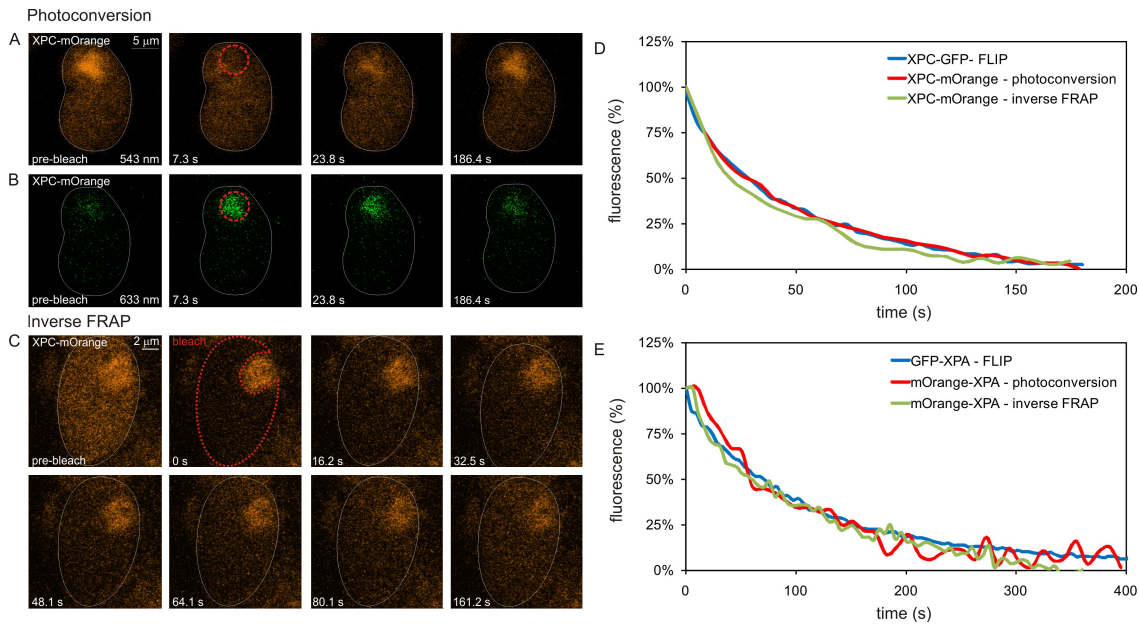 Photoconversion
A
XPC-mOrange
5 μm
pre-bleach
543 nm
7.3 s
23.8 s
186.4 s
B
XPC-mOrange
pre-bleach
633 nm
7.3 s
23.8 s
186.4 s
Inverse FRAP
C
XPC-mOrange
2 μm
pre-bleach
bleach
0 s
16.2 s
32.5 s
48.1 s
64.1 s
80.1 s
161.2 s
D
125%
100%
75%
50%
25%
0%
fluorescence (%)
XPC-GFP- FLIP
XPC-mOrange - photoconversion
XPC-mOrange - inverse FRAP
0
50
100
150
200
time (s)
E
125%
100%
75%
50%
25%
0%
fluorescence (%)
GFP-XPA - FLIP
mOrange-XPA - photoconversion
mOrange-XPA - inverse FRAP
0
100
200
300
400
time (s)